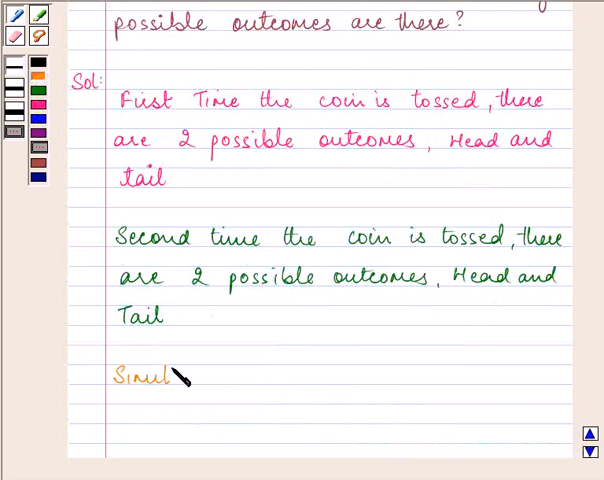 possible outcomes are there?
Sol:
First Time the coin is tossed, there
are 2 possible outcomes, Head and
tail
Second time the coin is tossed, there
are 2 possible outcomes, Head and
Tail
Simul